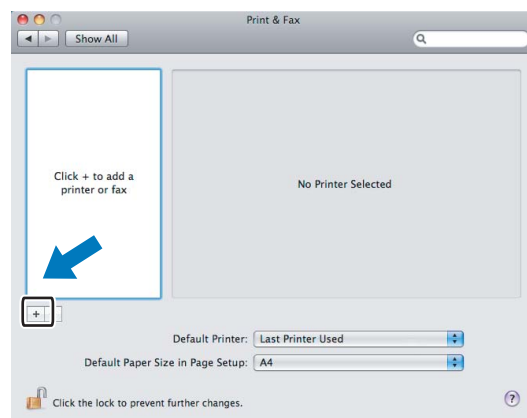 Print & Fax
Show All
Click + to add a
printer or fax
No Printer Selected
+
Default Printer: Last Printer Used
Default Paper Size in Page Setup: A4
Click the lock to prevent further changes.
?